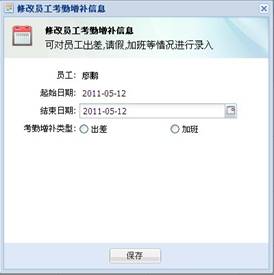 修改员工考勤增补信息
修改员工考勤增补信息
可对员工出差,请假,加班等情况进行录入
员工: 廖鹏
起始日期: 2011-05-12
结束日期: 2011-05-12
考勤增补类型: 出差 加班
保存